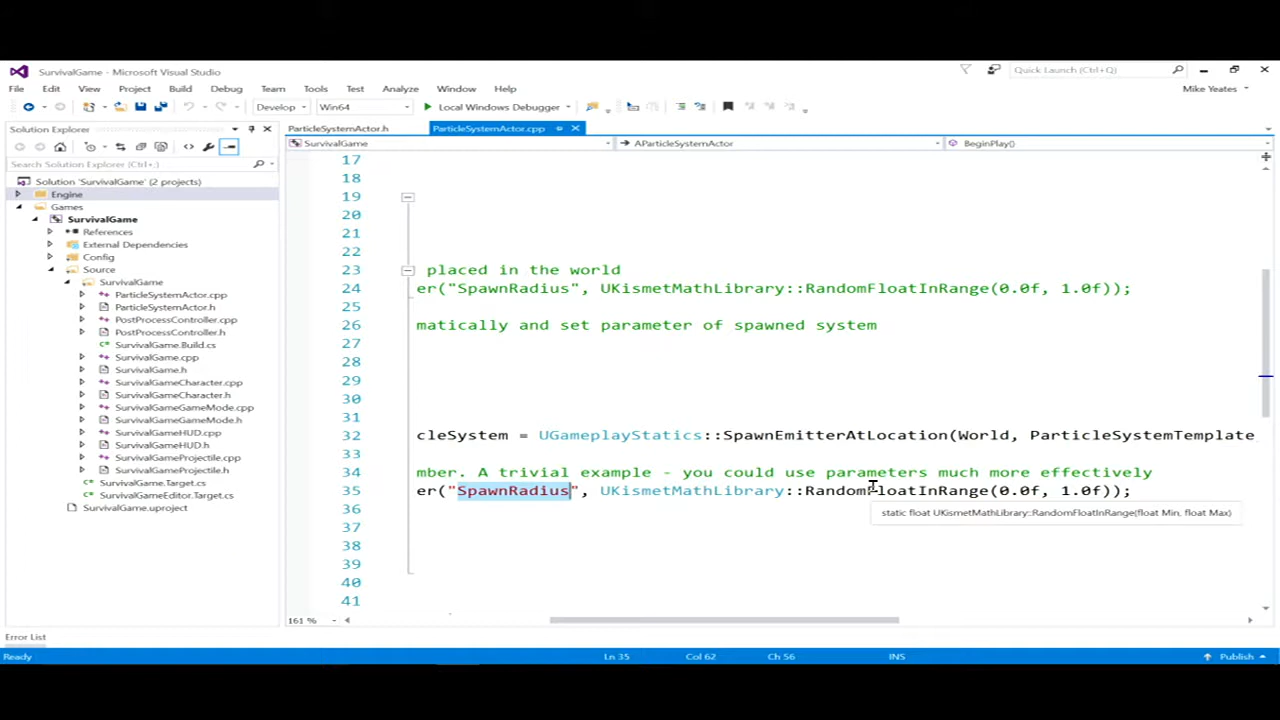 SurvivalGame - Microsoft Visual Studio
Quick Launch (Ctrl+Q)
File Edit View Project Build Debug Team Tools Test Analyze Window Help
Mike Yeates
Develop Win64 Local Windows Debugger
Solution Explorer
ParticleSystemActor.h ParticleSystemActor.cpp
SurvivalGame AParticleSystemActor BeginPlay()
Search Solution Explorer (Ctrl+;)
Solution 'SurvivalGame' (2 projects)
Engine
Games
SurvivalGame
References
External Dependencies
Config
Source
SurvivalGame
ParticleSystemActor.cpp
ParticleSystemActor.h
PostProcessController.cpp
PostProcessController.h
SurvivalGame.Build.cs
SurvivalGame.cpp
SurvivalGame.h
SurvivalGameCharacter.cpp
SurvivalGameCharacter.h
SurvivalGameGameMode.cpp
SurvivalGameGameMode.h
SurvivalGameHUD.cpp
SurvivalGameHUD.h
SurvivalGameProjectile.cpp
SurvivalGameProjectile.h
SurvivalGame.Target.cs
SurvivalGameEditor.Target.cs
SurvivalGame.uproject
17
18
19
20
21
22
23 placed in the world
24 er("SpawnRadius", UKismetMathLibrary::RandomFloatInRange(0.0f, 1.0f));
25
26 matically and set parameter of spawned system
27
28
29
30
31
32 cleSystem = UGameplayStatics::SpawnEmitterAtLocation(World, ParticleSystemTemplate
33
34 mber. A trivial example - you could use parameters much more effectively
35 er("SpawnRadius", UKismetMathLibrary::RandomFloatInRange(0.0f, 1.0f));
static float UKismetMathLibrary::RandomFloatInRange(float Min, float Max)
36
37
38
39
40
41
161 %
Error List
Ready Ln 35 Col 62 Ch 56 INS Publish